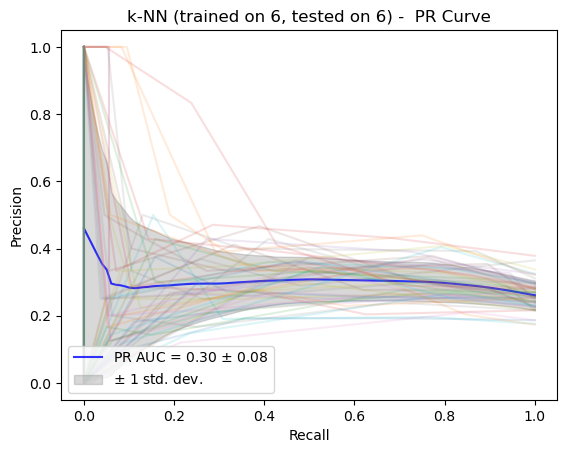 k-NN (trained on 6, tested on 6) -  PR Curve
1.0
0.8
0.6
0.4
0.2
0.0
Precision
PR AUC = 0.30 ± 0.08
± 1 std. dev.
0.0 0.2 0.4 0.6 0.8 1.0
Recall